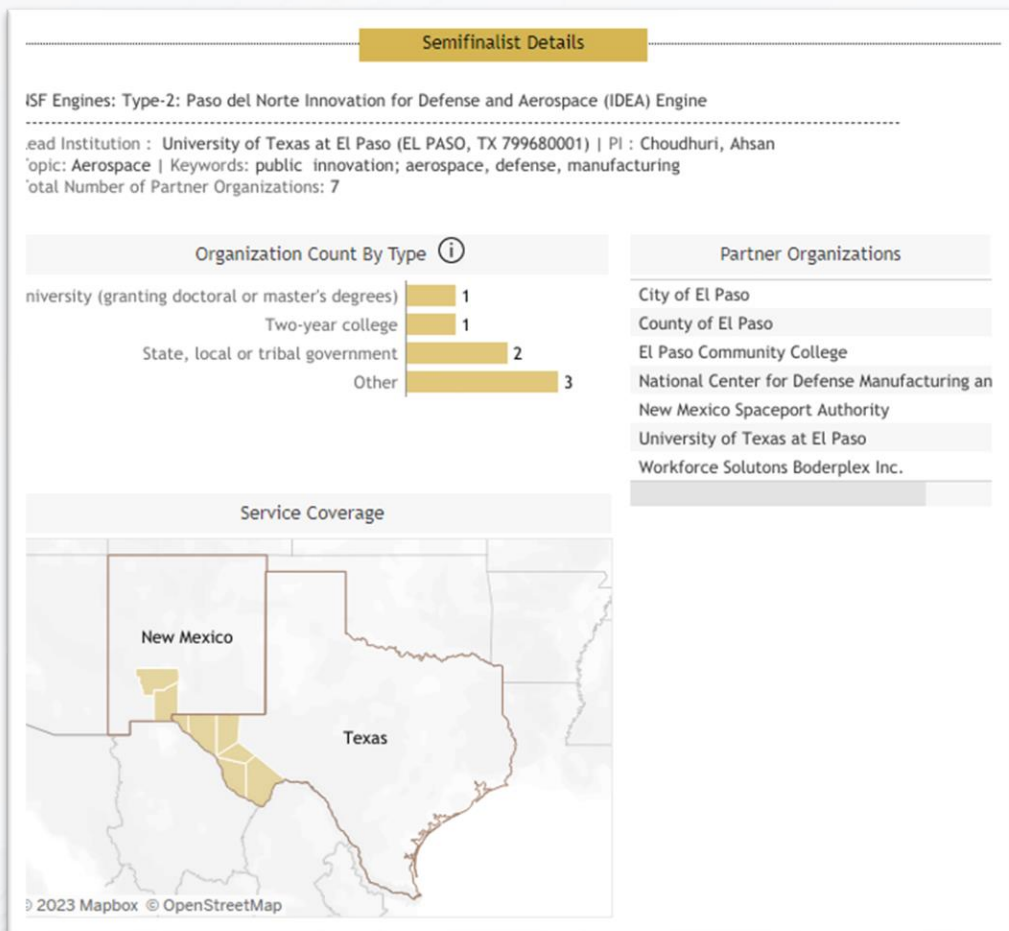 Semifinalist Details
ISF Engines: Type-2: Paso del Norte Innovation for Defense and Aerospace (IDEA) Engine
ead Institution : University of Texas at El Paso (EL PASO, TX 799680001) | PI : Choudhuri, Ahsan
opic: Aerospace | Keywords: public innovation; aerospace, defense, manufacturing
otal Number of Partner Organizations: 7
Organization Count By Type i
niversity (granting doctoral or master's degrees) 1
Two-year college 1
State, local or tribal government 2
Other 3
Partner Organizations
City of El Paso
County of El Paso
El Paso Community College
National Center for Defense Manufacturing an
New Mexico Spaceport Authority
University of Texas at El Paso
Workforce Solutons Boderplex Inc.
Service Coverage
New Mexico
Texas
© 2023 Mapbox © OpenStreetMap